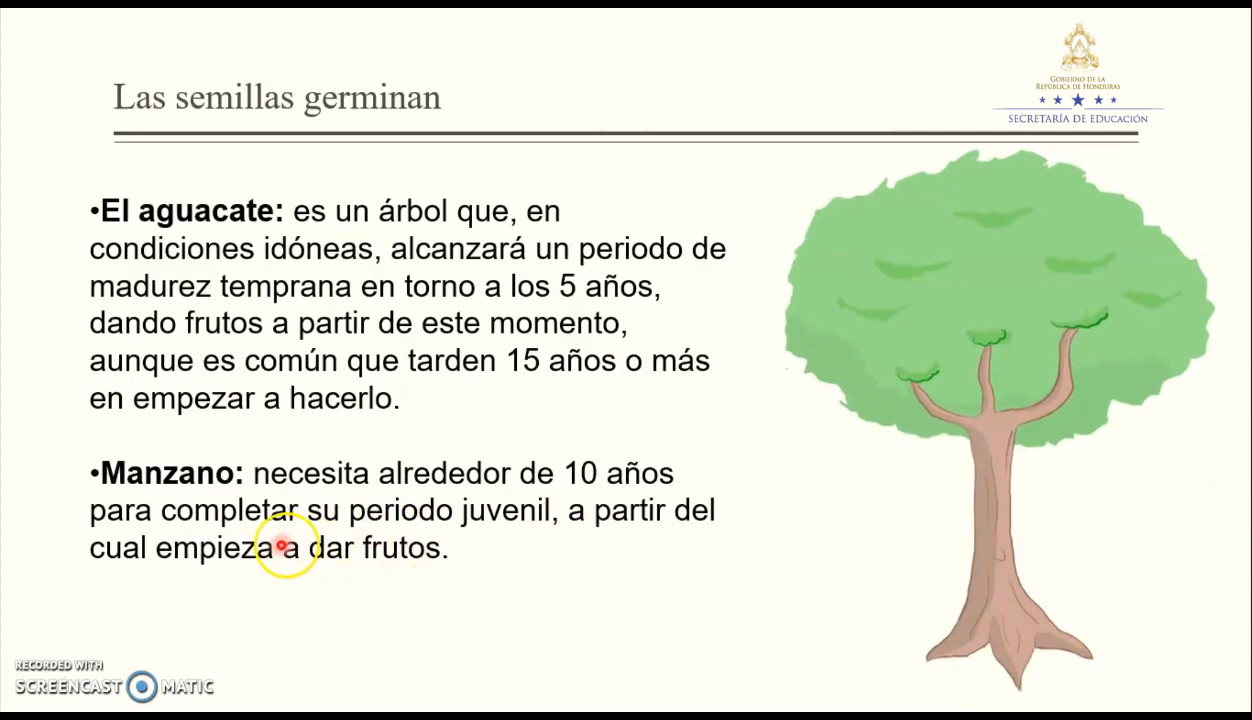 Las semillas germinan
GOBIERNO DE LA
REPÚBLICA DE HONDURAS
SECRETARÍA DE EDUCACIÓN
•El aguacate: es un árbol que, en
condiciones idóneas, alcanzará un periodo de
madurez temprana en torno a los 5 años,
dando frutos a partir de este momento,
aunque es común que tarden 15 años o más
en empezar a hacerlo.
•Manzano: necesita alrededor de 10 años
para completar su periodo juvenil, a partir del
cual empieza a dar frutos.
RECORDED WITH
SCREENCAST MATIC